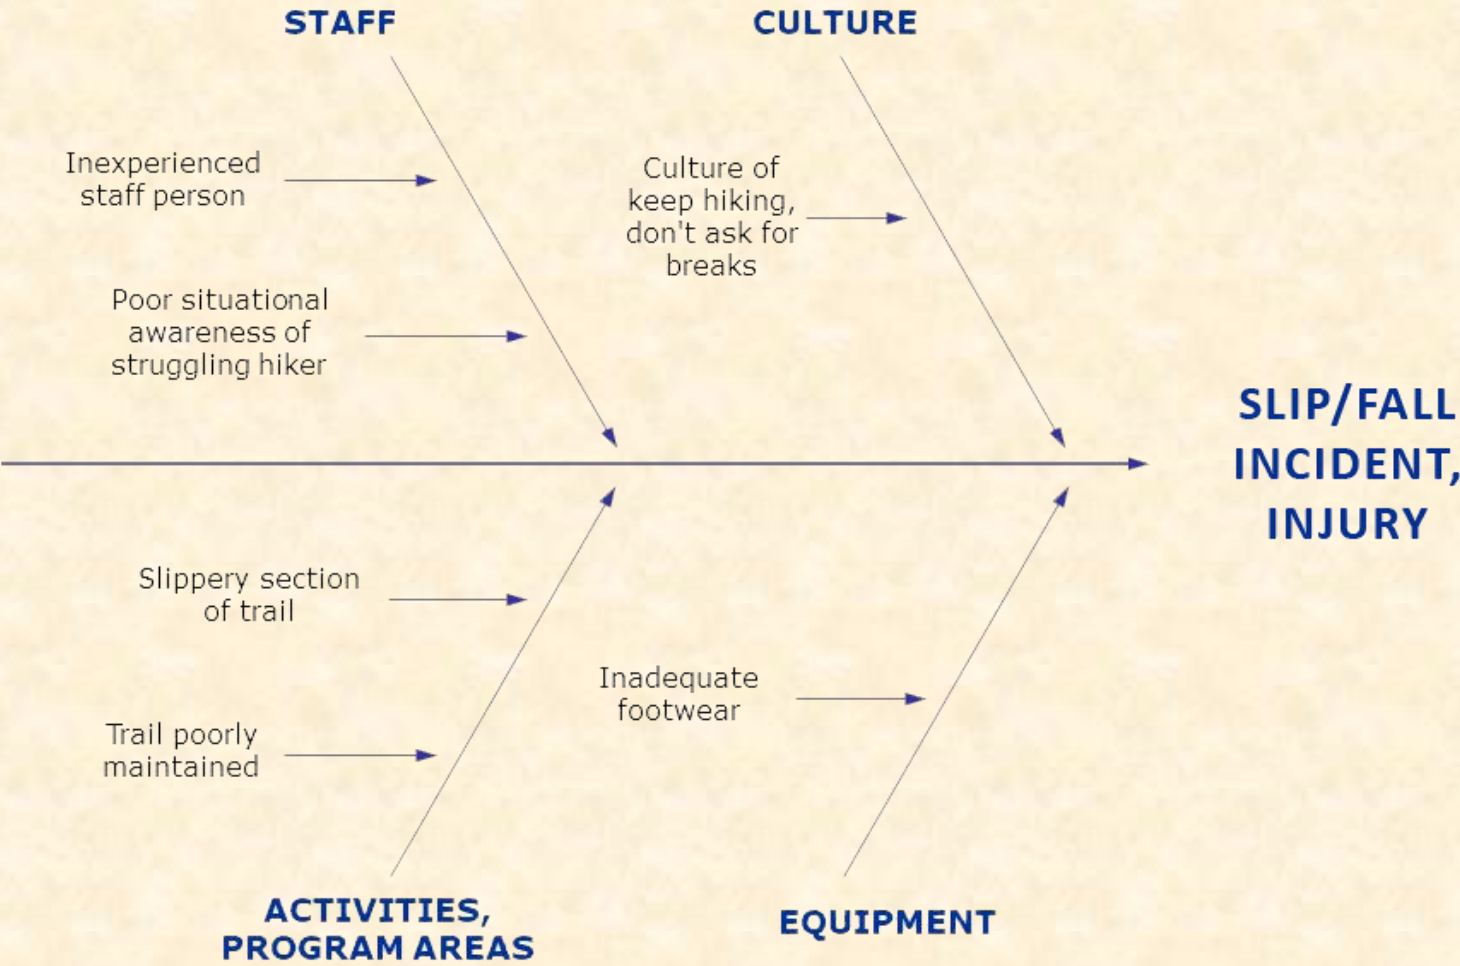 STAFF
CULTURE
Inexperienced
staff person
Culture of
keep hiking,
don't ask for
breaks
Poor situational
awareness of
struggling hiker
SLIP/FALL
INCIDENT,
INJURY
Slippery section
of trail
Inadequate
footwear
Trail poorly
maintained
ACTIVITIES,
PROGRAM AREAS
EQUIPMENT